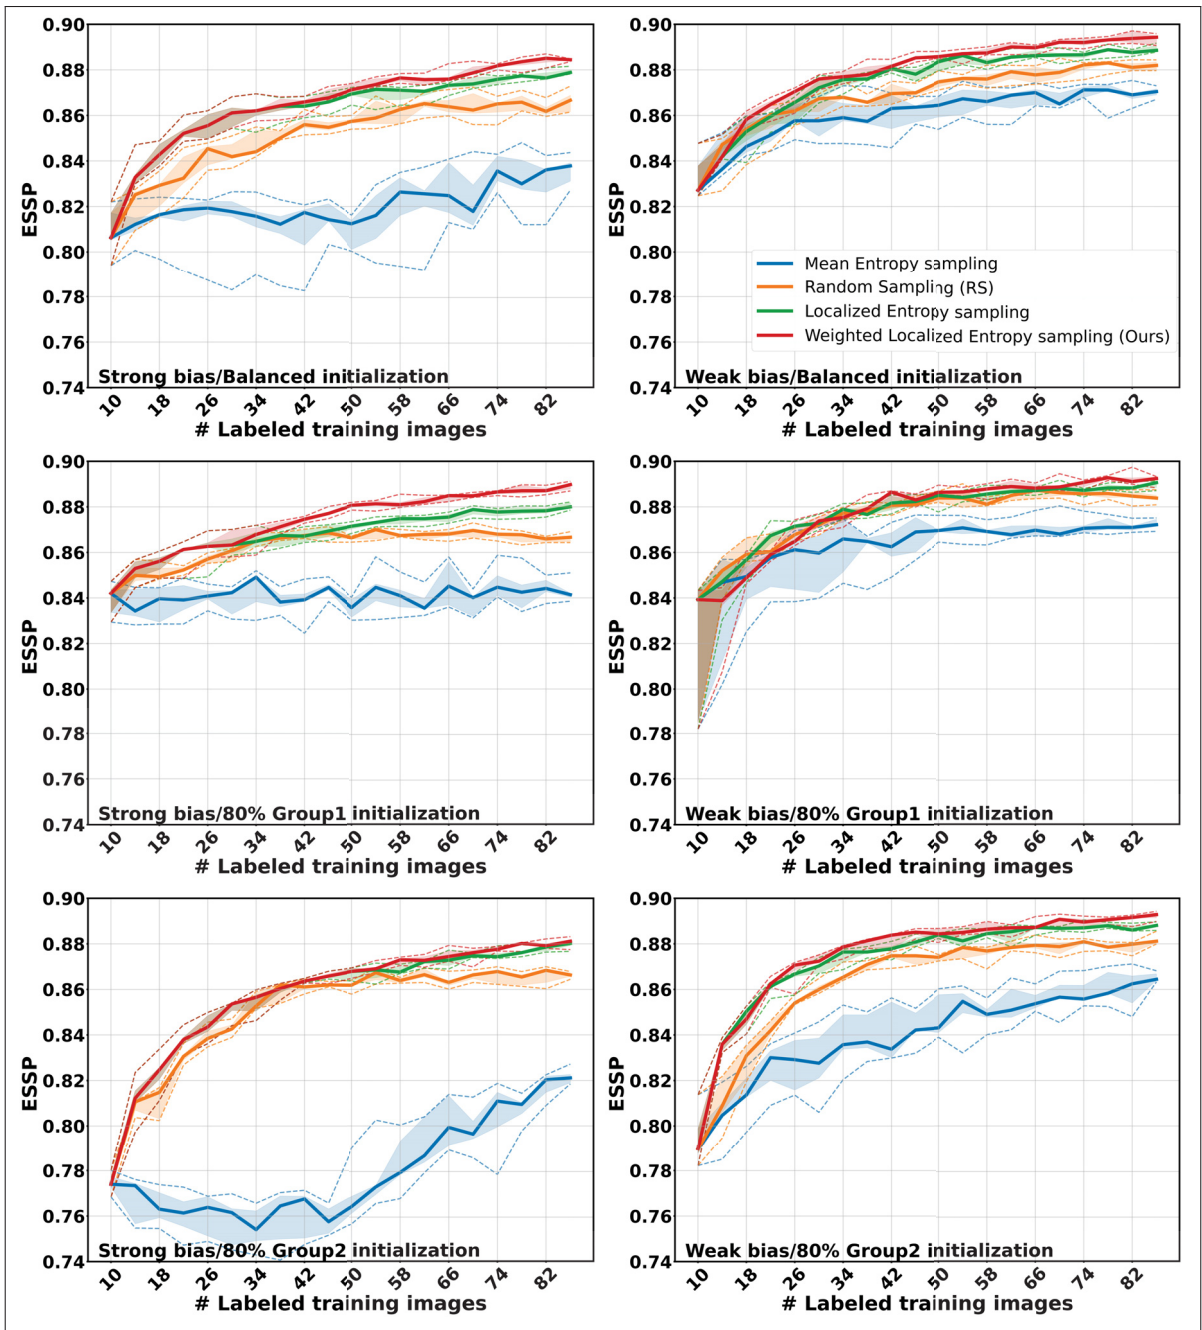 0.90
0.88
0.86
0.84
0.82
0.80
0.78
0.76
0.74
ESSP
Strong bias/Balanced initialization
10 18 26 34 42 50 58 66 74 82
# Labeled training images
0.90
0.88
0.86
0.84
0.82
0.80
0.78
0.76
0.74
ESSP
Mean Entropy sampling
Random Sampling (RS)
Localized Entropy sampling
Weighted Localized Entropy sampling (Ours)
Weak bias/Balanced initialization
10 18 26 34 42 50 58 66 74 82
# Labeled training images
0.90
0.88
0.86
0.84
0.82
0.80
0.78
0.76
0.74
ESSP
Strong bias/80% Group1 initialization
10 18 26 34 42 50 58 66 74 82
# Labeled training images
0.90
0.88
0.86
0.84
0.82
0.80
0.78
0.76
0.74
ESSP
Weak bias/80% Group1 initialization
10 18 26 34 42 50 58 66 74 82
# Labeled training images
0.90
0.88
0.86
0.84
0.82
0.80
0.78
0.76
0.74
ESSP
Strong bias/80% Group2 initialization
10 18 26 34 42 50 58 66 74 82
# Labeled training images
0.90
0.88
0.86
0.84
0.82
0.80
0.78
0.76
0.74
ESSP
Weak bias/80% Group2 initialization
10 18 26 34 42 50 58 66 74 82
# Labeled training images